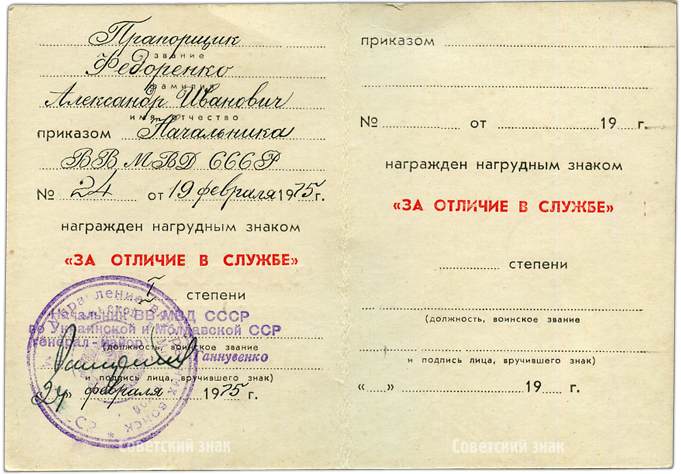 Прапорщик
звание
Федоренко
фамилия
Александр Иванович
имя отчество
приказом Начальника
ВВ МВД СССР
№ 24 от 19 февраля 1975 г.
награжден нагрудным знаком
«ЗА ОТЛИЧИЕ В СЛУЖБЕ»
I степени
Начальник ВВ МВД СССР
по Украинской и Молдавской ССР
генерал-майор
(должность, воинское звание
и подпись лица, вручившего знак)
февраля 1975 г.
Советский знак
приказом
№ от 19 г.
награжден нагрудным знаком
«ЗА ОТЛИЧИЕ В СЛУЖБЕ»
степени
(должность, воинское звание
и подпись лица, вручившего знак)
« » 19 г.
Советский знак